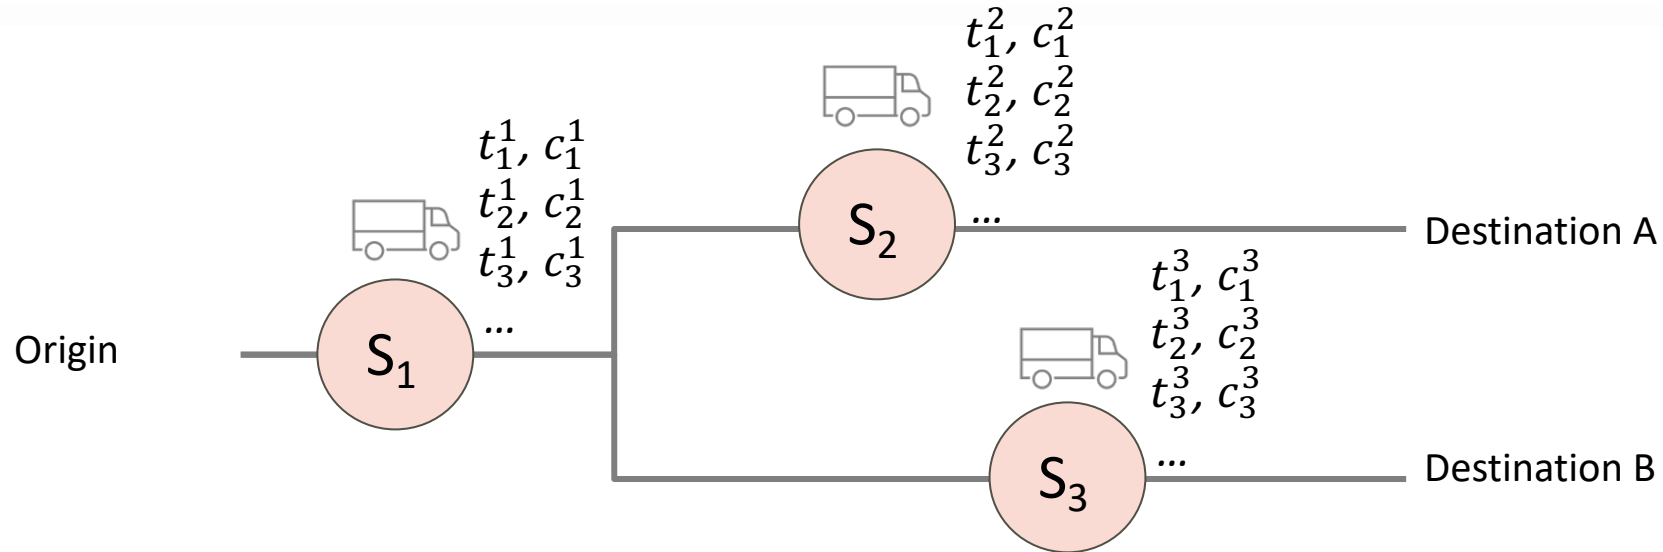 Origin
S₁
t₁¹, c₁¹
t₂¹, c₂¹
t₃¹, c₃¹
...
S₂
t₁², c₁²
t₂², c₂²
t₃², c₃²
...
Destination A
S₃
t₁³, c₁³
t₂³, c₂³
t₃³, c₃³
...
Destination B